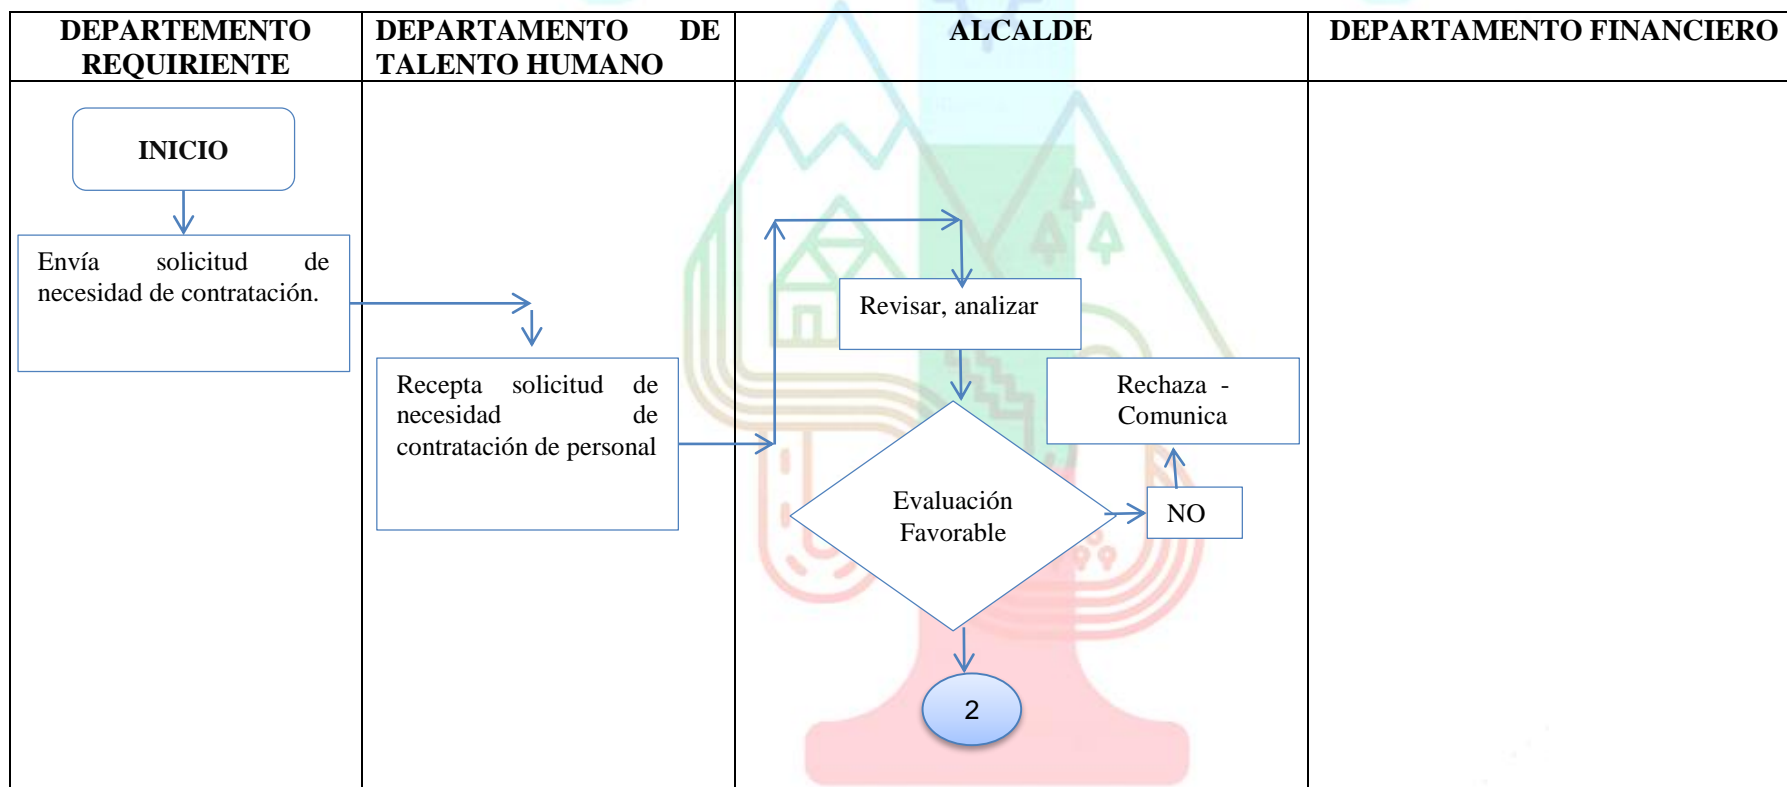 DEPARTEMENTO
REQUIRIENTE
DEPARTAMENTO DE
TALENTO HUMANO
ALCALDE
DEPARTAMENTO FINANCIERO
INICIO
Envía solicitud de
necesidad de contratación.
Recepta solicitud de
necesidad de
contratación de personal
Revisar, analizar
Rechaza -
Comunica
Evaluación
Favorable
NO
2